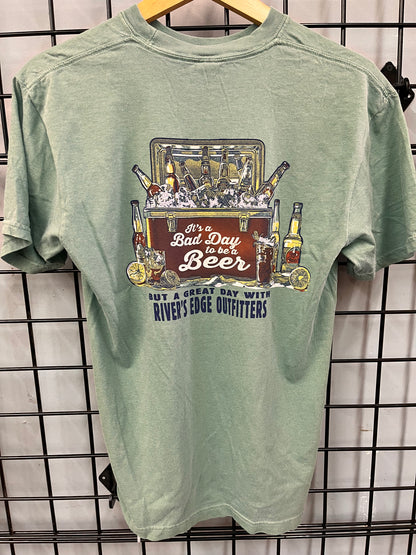 It's a
Bad Day
to be a
Beer
BUT A GREAT DAY WITH
RIVER'S EDGE OUTFITTERS